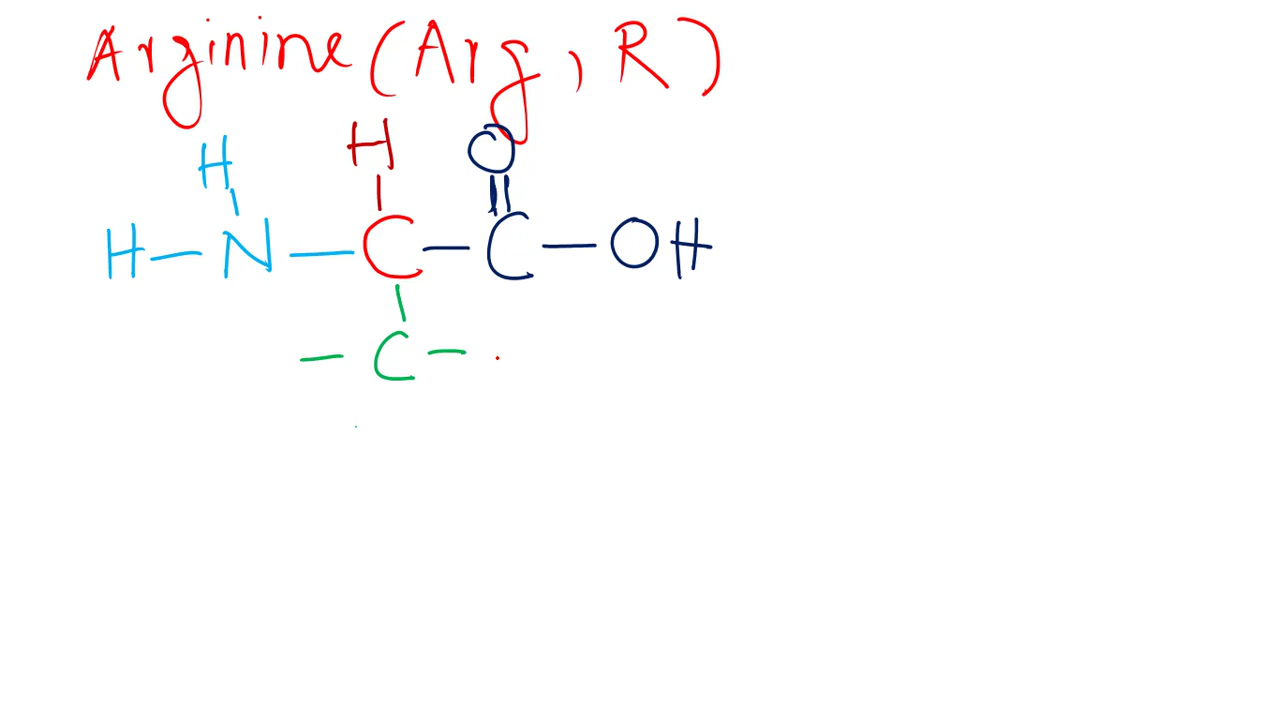 Arginine (Arg, R)
H H O
H — N — C — C — OH
— C —